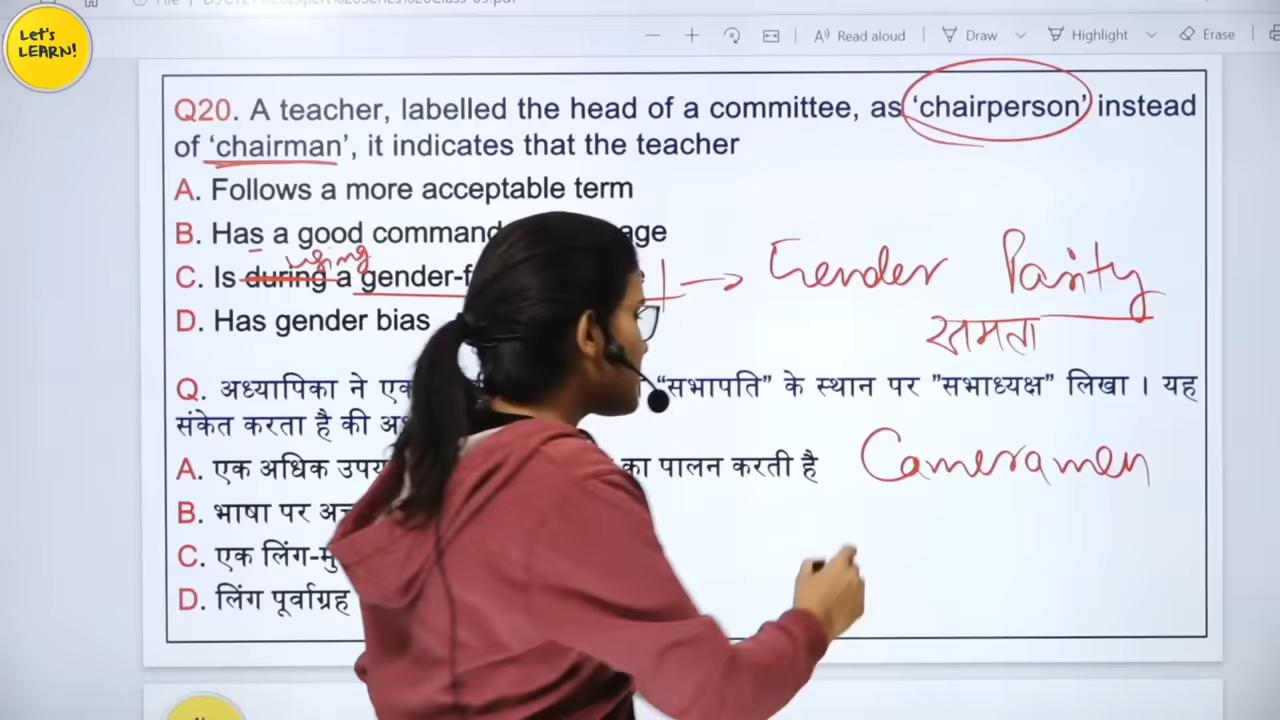 Let's
LEARN!
Read aloud
Draw
Highlight
Erase
Q20. A teacher, labelled the head of a committee, as 'chairperson' instead
of 'chairman', it indicates that the teacher
A. Follows a more acceptable term
B. Has a good command
using
C. Is during a gender-f
D. Has gender bias
Gender Parity
समता
Q. अध्यापिका ने एक "सभापति" के स्थान पर "सभाध्यक्ष" लिखा । यह
संकेत करता है की
A. एक अधिक का पालन करती है
Cameramen
B. भाषा पर
C. एक
D. लिंग पूर्वाग्रह